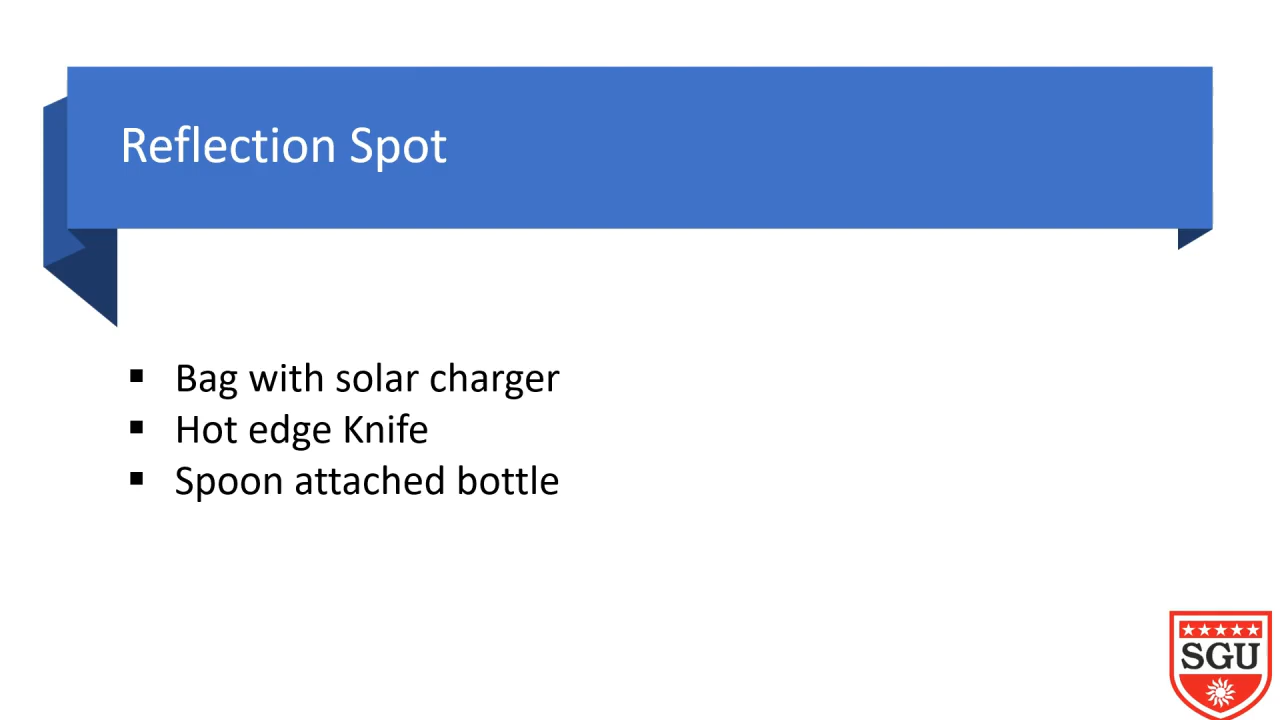 Reflection Spot
▪ Bag with solar charger
▪ Hot edge Knife
▪ Spoon attached bottle
SGU